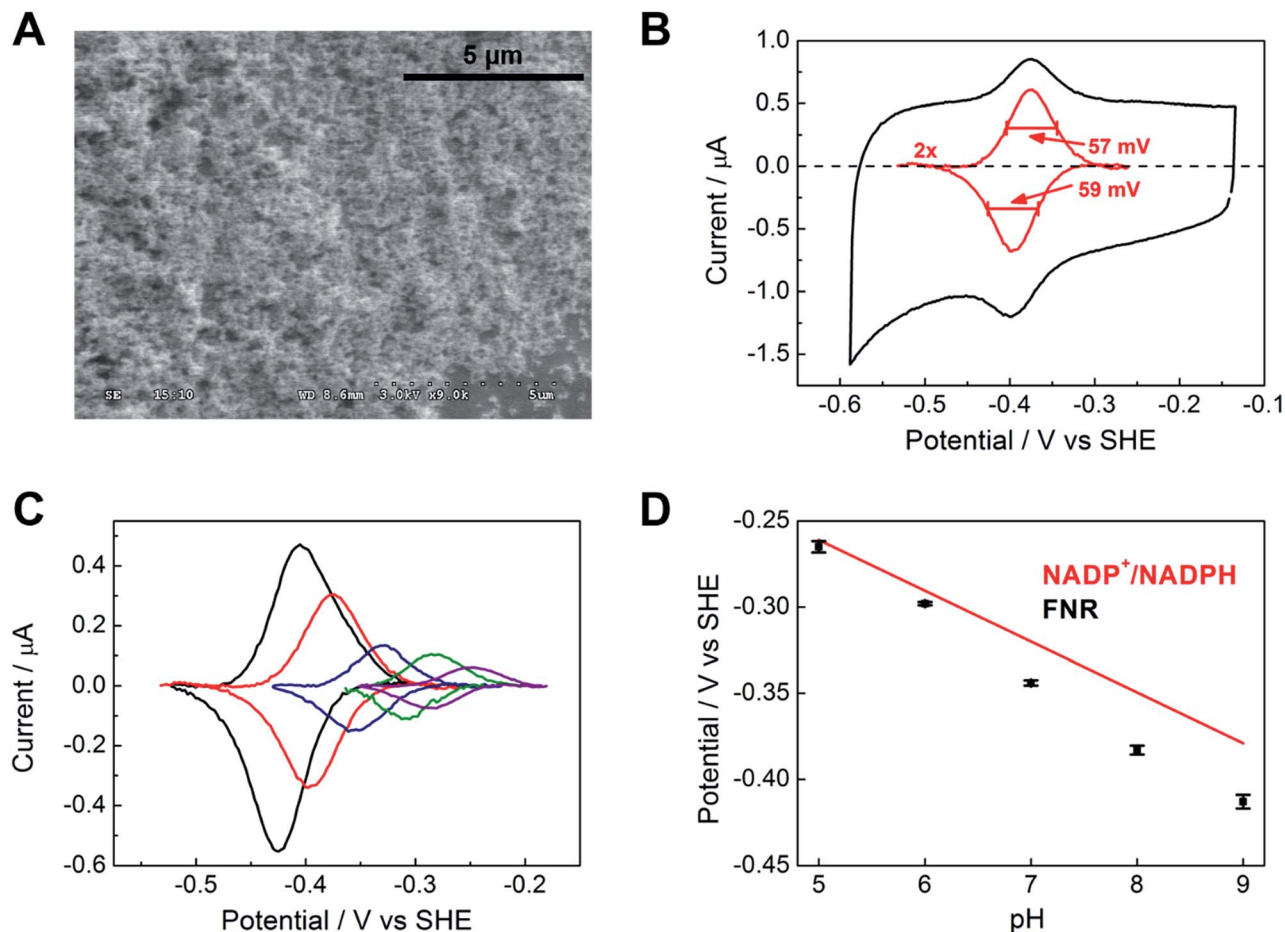 A
5 μm
SE 15:10 WD 8.6mm 3.0kV x9.0k 5um
B
1.0
0.5
0.0
-0.5
-1.0
-1.5
Current / μA
2x
57 mV
59 mV
-0.6 -0.5 -0.4 -0.3 -0.2 -0.1
Potential / V vs SHE
C
0.4
0.2
0.0
-0.2
-0.4
-0.6
Current / μA
-0.5 -0.4 -0.3 -0.2
Potential / V vs SHE
D
-0.25
-0.30
-0.35
-0.40
-0.45
Potential / V vs SHE
NADP⁺/NADPH
FNR
5 6 7 8 9
pH